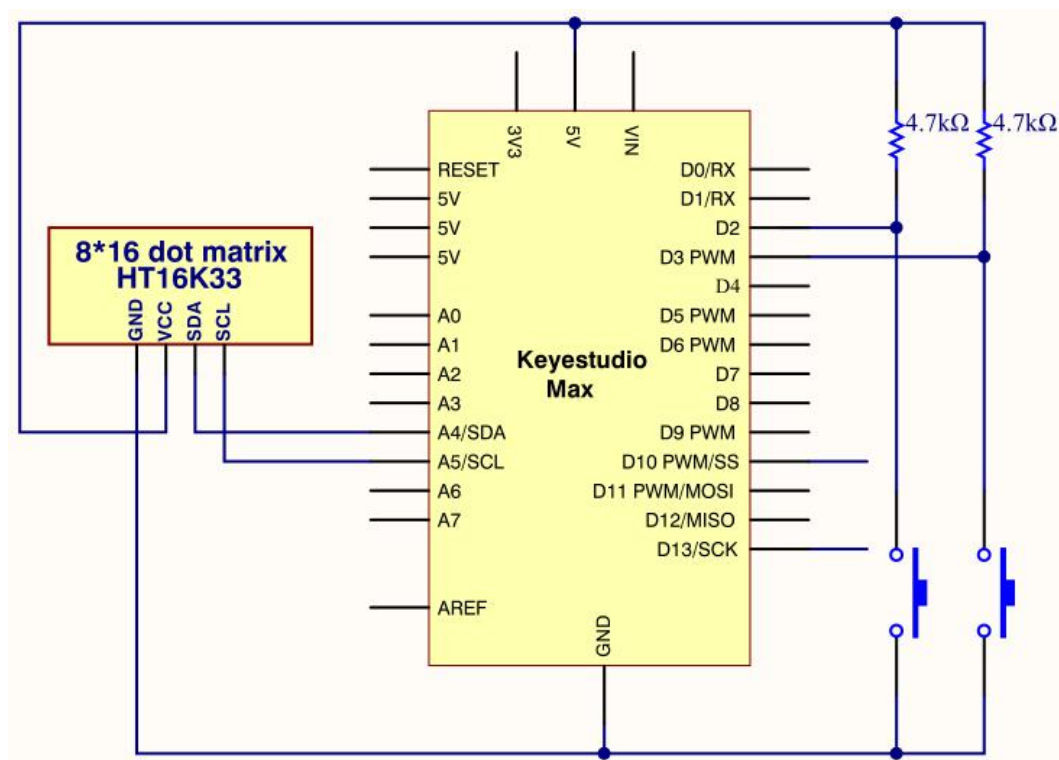 3V3
5V
VIN
4.7kΩ
4.7kΩ
RESET
5V
5V
5V
A0
A1
A2
A3
A4/SDA
A5/SCL
A6
A7
AREF
D0/RX
D1/RX
D2
D3 PWM
D4
D5 PWM
D6 PWM
D7
D8
D9 PWM
D10 PWM/SS
D11 PWM/MOSI
D12/MISO
D13/SCK
Keyestudio
Max
GND
8*16 dot matrix
HT16K33
GND
VCC
SDA
SCL